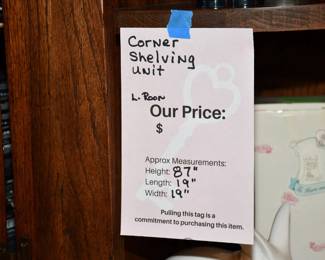 Corner
Shelving
Unit
L. Room
Our Price:
$
Approx Measurements:
Height: 87"
Length: 19"
Width: 19"
Pulling this tag is a
commitment to purchasing this item.